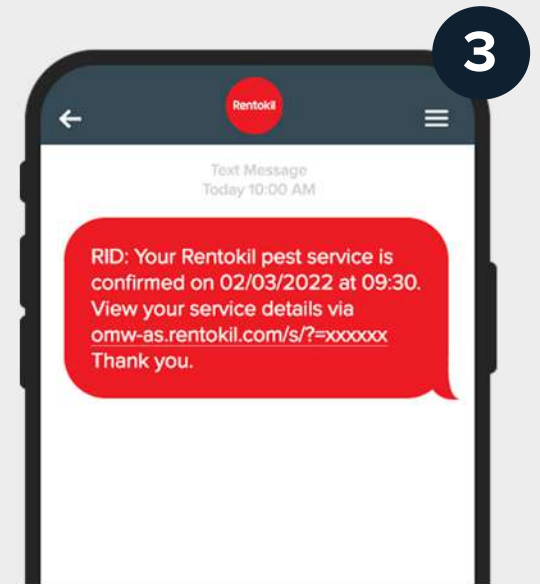 3
Rentokil
Text Message
Today 10:00 AM
RID: Your Rentokil pest service is
confirmed on 02/03/2022 at 09:30.
View your service details via
omw-as.rentokil.com/s/?=xxxxxx
Thank you.